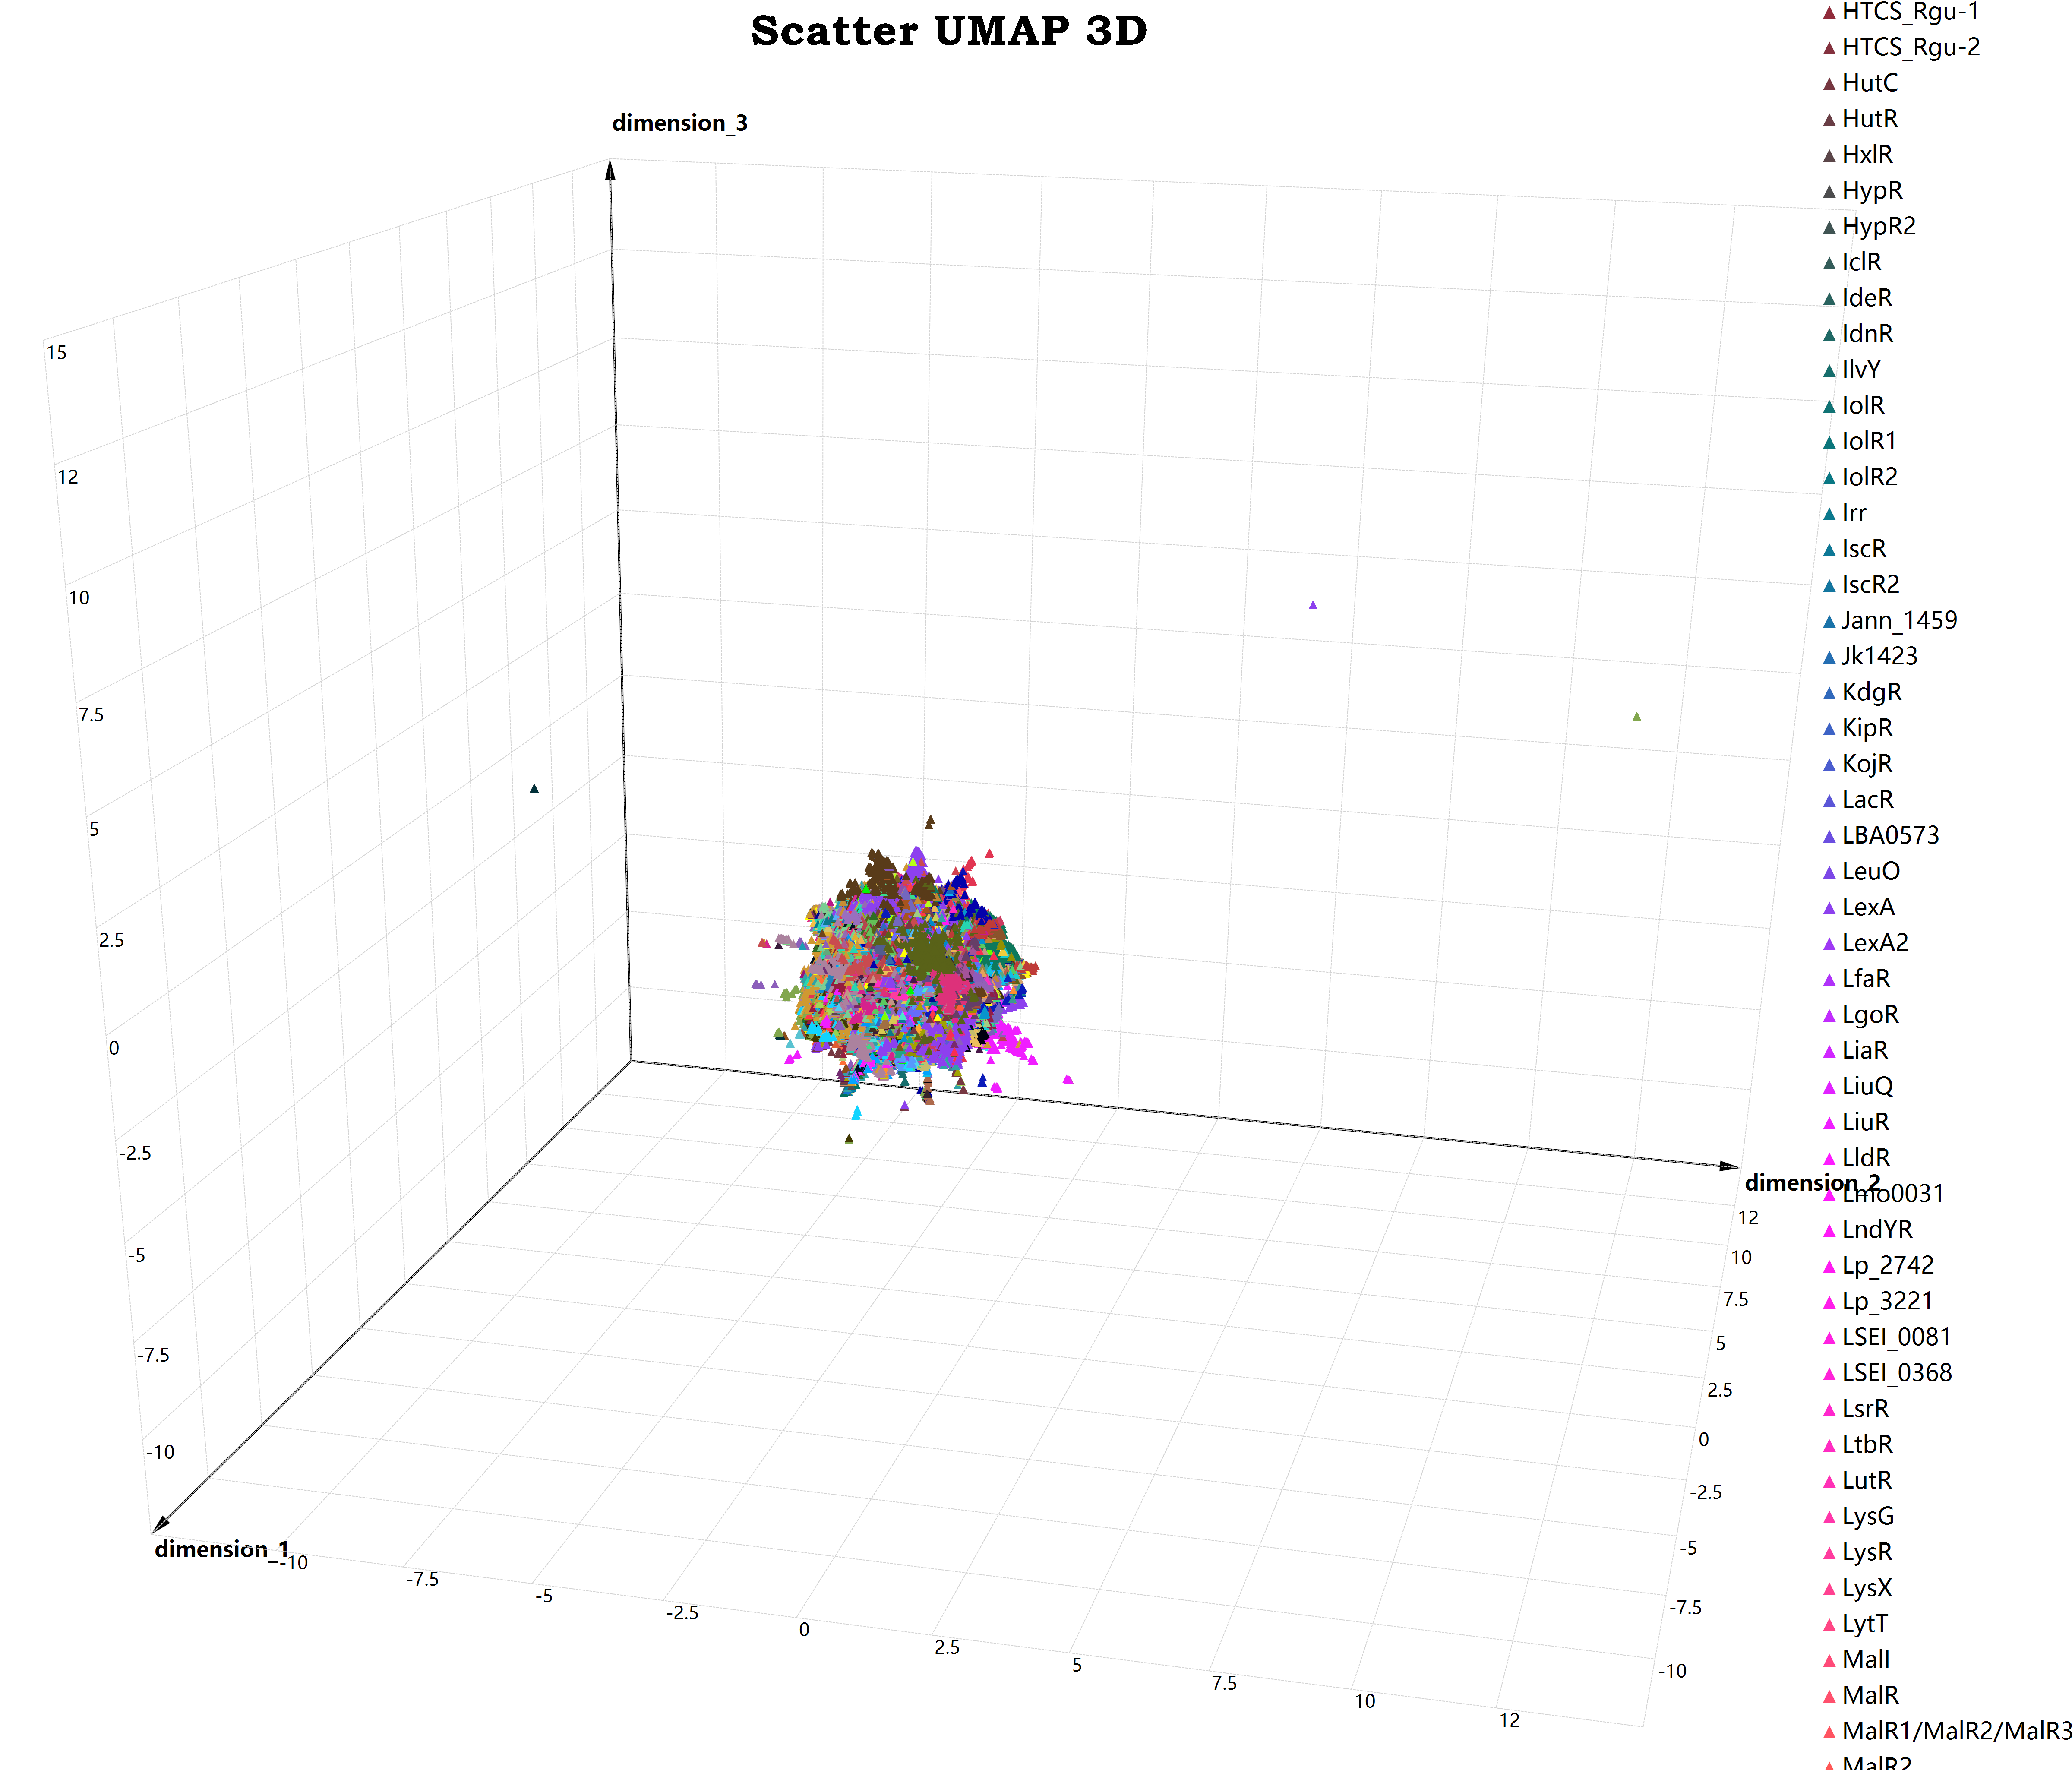 Scatter UMAP 3D
dimension_3
15
12
10
7.5
5
2.5
0
-2.5
-5
-7.5
-10
dimension_1
-10
-7.5
-5
-2.5
0
2.5
5
7.5
10
12
dimension_2
12
10
7.5
5
2.5
0
-2.5
-5
-7.5
-10
HTCS_Rgu-1
HTCS_Rgu-2
HutC
HutR
HxlR
HypR
HypR2
IclR
IdeR
IdnR
IlvY
IolR
IolR1
IolR2
Irr
IscR
IscR2
Jann_1459
Jk1423
KdgR
KipR
KojR
LacR
LBA0573
LeuO
LexA
LexA2
LfaR
LgoR
LiaR
LiuQ
LiuR
LldR
Lmo0031
LndYR
Lp_2742
Lp_3221
LSEI_0081
LSEI_0368
LsrR
LtbR
LutR
LysG
LysR
LysX
LytT
MalI
MalR
MalR1/MalR2/MalR3
MalR2